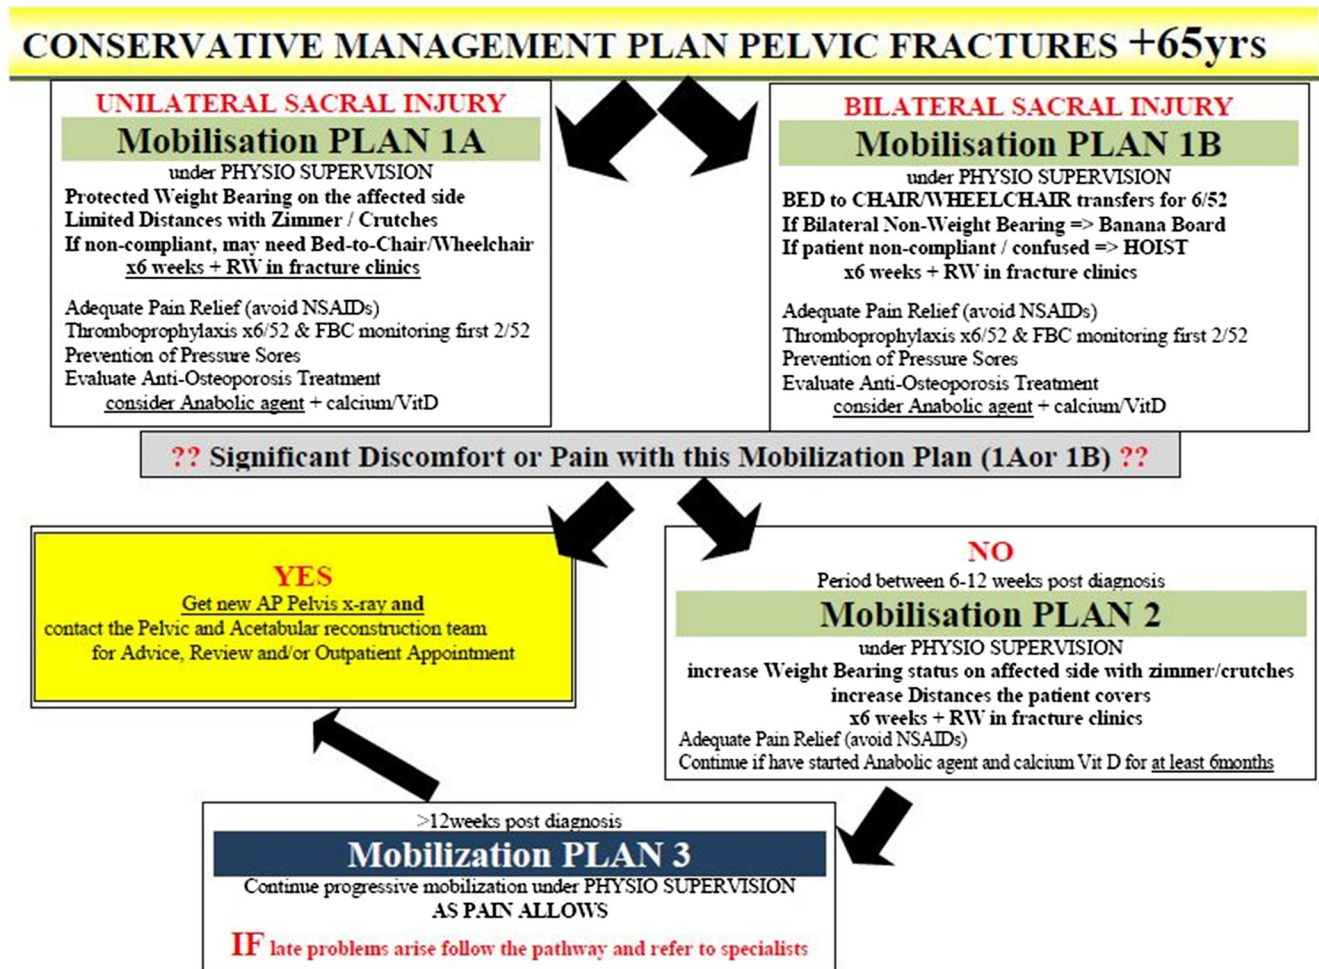 CONSERVATIVE MANAGEMENT PLAN PELVIC FRACTURES +65yrs
UNILATERAL SACRAL INJURY
Mobilisation PLAN 1A
under PHYSIO SUPERVISION
Protected Weight Bearing on the affected side
Limited Distances with Zimmer / Crutches
If non-compliant, may need Bed-to-Chair/Wheelchair
x6 weeks + RW in fracture clinics
Adequate Pain Relief (avoid NSAIDs)
Thromboprophylaxis x6/52 & FBC monitoring first 2/52
Prevention of Pressure Sores
Evaluate Anti-Osteoporosis Treatment
consider Anabolic agent + calcium/VitD
BILATERAL SACRAL INJURY
Mobilisation PLAN 1B
under PHYSIO SUPERVISION
BED to CHAIR/WHEELCHAIR transfers for 6/52
If Bilateral Non-Weight Bearing => Banana Board
If patient non-compliant / confused => HOIST
x6 weeks + RW in fracture clinics
Adequate Pain Relief (avoid NSAIDs)
Thromboprophylaxis x6/52 & FBC monitoring first 2/52
Prevention of Pressure Sores
Evaluate Anti-Osteoporosis Treatment
consider Anabolic agent + calcium/VitD
?? Significant Discomfort or Pain with this Mobilization Plan (1Aor 1B) ??
YES
Get new AP Pelvis x-ray and
contact the Pelvic and Acetabular reconstruction team
for Advice, Review and/or Outpatient Appointment
NO
Period between 6-12 weeks post diagnosis
Mobilisation PLAN 2
under PHYSIO SUPERVISION
increase Weight Bearing status on affected side with zimmer/crutches
increase Distances the patient covers
x6 weeks + RW in fracture clinics
Adequate Pain Relief (avoid NSAIDs)
Continue if have started Anabolic agent and calcium Vit D for at least 6months
>12weeks post diagnosis
Mobilization PLAN 3
Continue progressive mobilization under PHYSIO SUPERVISION
AS PAIN ALLOWS
IF late problems arise follow the pathway and refer to specialists